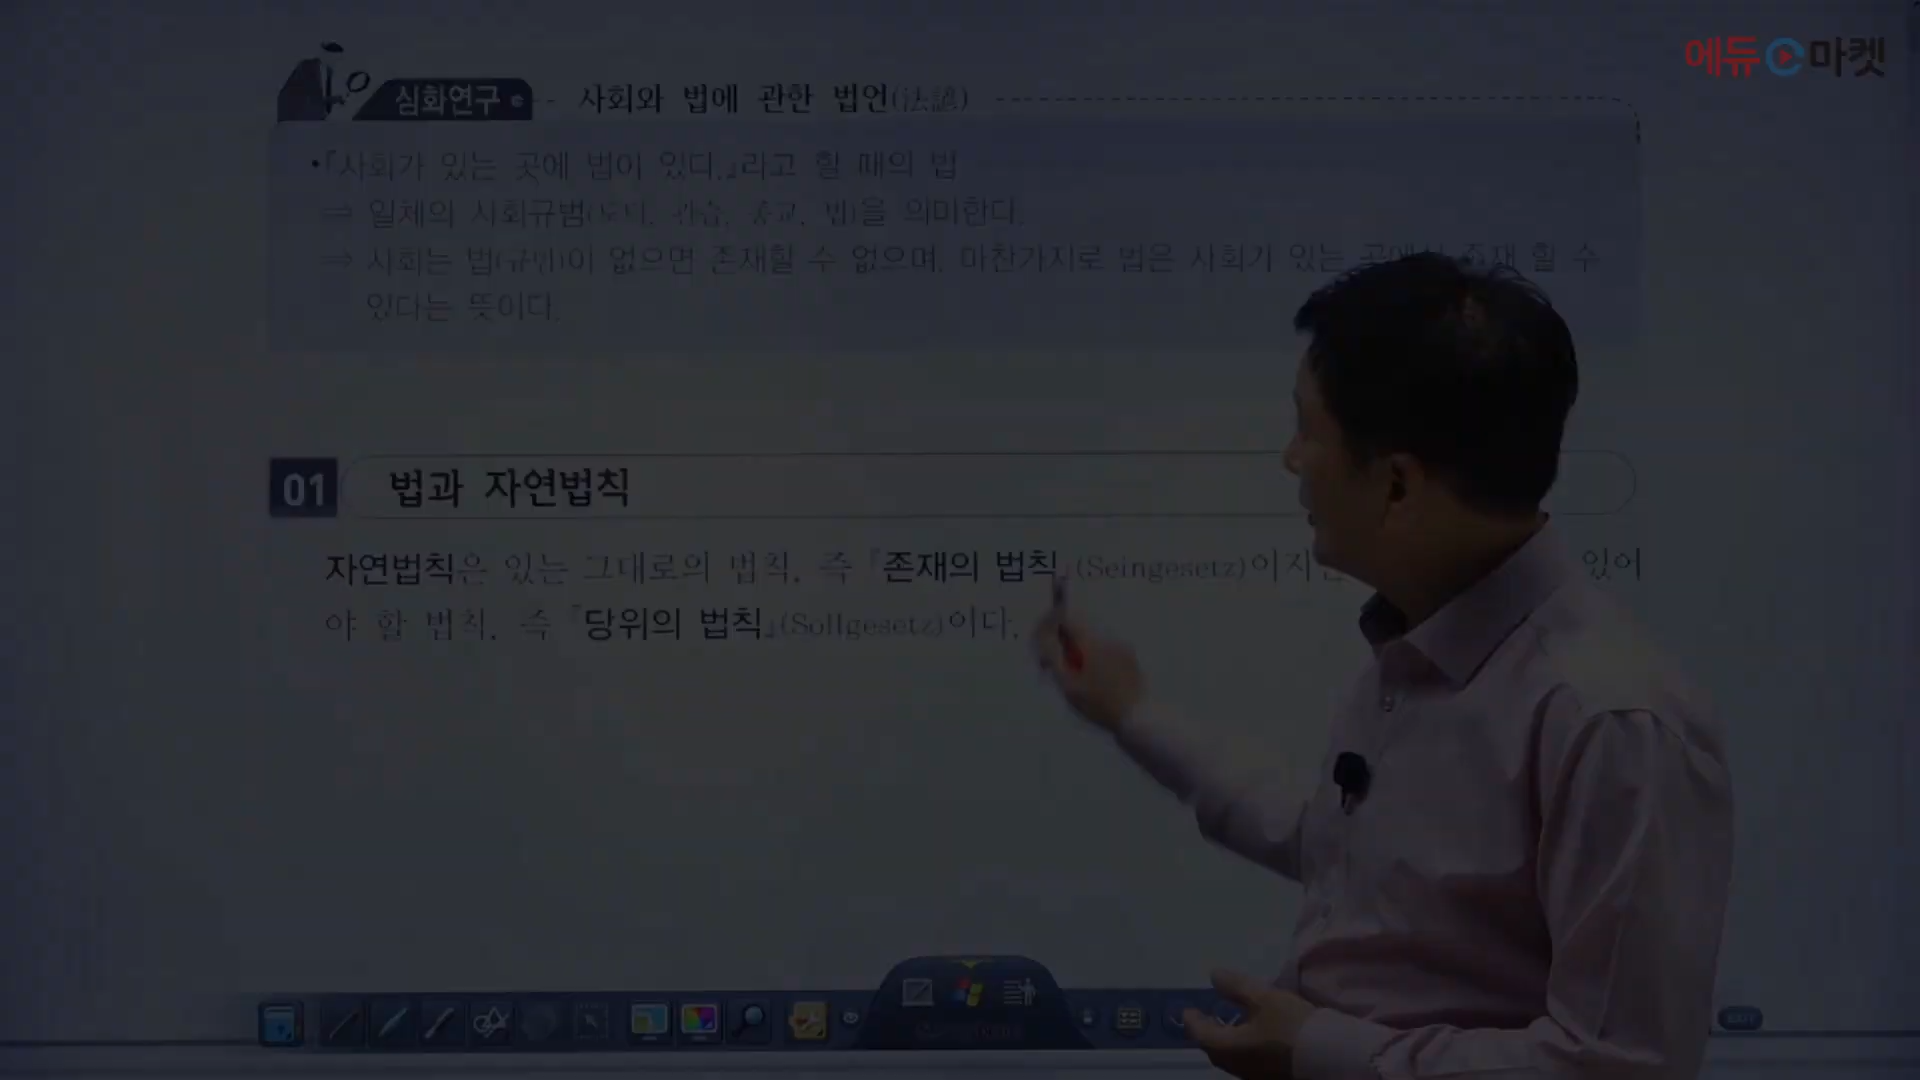 에듀 마켓
심화연구 사회와 법에 관한 법언(法諺)
•『사회가 있는 곳에 법이 있다.』라고 할 때의 법
⇒ 일체의 사회규범(도덕, 관습, 종교, 법)을 의미한다.
⇒ 사회는 법(규범)이 없으면 존재할 수 없으며, 마찬가지로 법은 사회가 있는 존재 할 수
있다는 뜻이다.
01 법과 자연법칙
자연법칙은 있는 그대로의 법칙, 즉 『존재의 법칙』(Seingesetz)이지 있어
야 할 법칙, 즉 『당위의 법칙』(Sollgesetz)이다.
EXIT